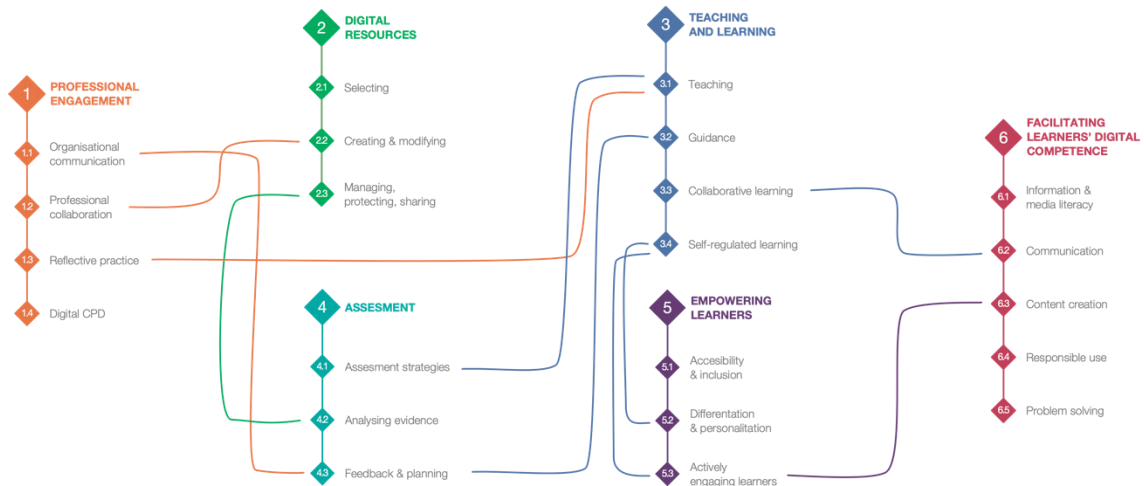 1
PROFESSIONAL
ENGAGEMENT
1.1
Organisational
communication
1.2
Professional
collaboration
1.3
Reflective practice
1.4
Digital CPD
2
DIGITAL
RESOURCES
2.1
Selecting
2.2
Creating & modifying
2.3
Managing,
protecting, sharing
3
TEACHING
AND LEARNING
3.1
Teaching
3.2
Guidance
3.3
Collaborative learning
3.4
Self-regulated learning
4
ASSESMENT
4.1
Assesment strategies
4.2
Analysing evidence
4.3
Feedback & planning
5
EMPOWERING
LEARNERS
5.1
Accesibility
& inclusion
5.2
Differentation
& personalitation
5.3
Actively
engaging learners
6
FACILITATING
LEARNERS' DIGITAL
COMPETENCE
6.1
Information &
media literacy
6.2
Communication
6.3
Content creation
6.4
Responsible use
6.5
Problem solving